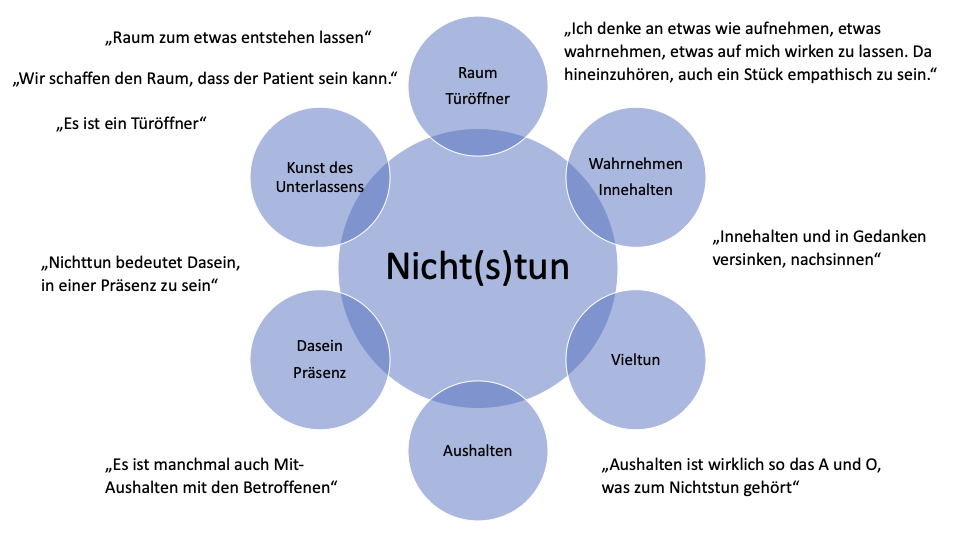 „Raum zum etwas entstehen lassen“
„Wir schaffen den Raum, dass der Patient sein kann.“
„Es ist ein Türöffner“
„Ich denke an etwas wie aufnehmen, etwas
wahrnehmen, etwas auf mich wirken zu lassen. Da
hineinzuhören, auch ein Stück empathisch zu sein.“
Raum
Türöffner
Kunst des
Unterlassens
Wahrnehmen
Innehalten
„Innehalten und in Gedanken
versinken, nachsinnen“
„Nichttun bedeutet Dasein,
in einer Präsenz zu sein“
Nicht(s)tun
Dasein
Präsenz
Vieltun
Aushalten
„Es ist manchmal auch Mit-
Aushalten mit den Betroffenen“
„Aushalten ist wirklich so das A und O,
was zum Nichtstun gehört“